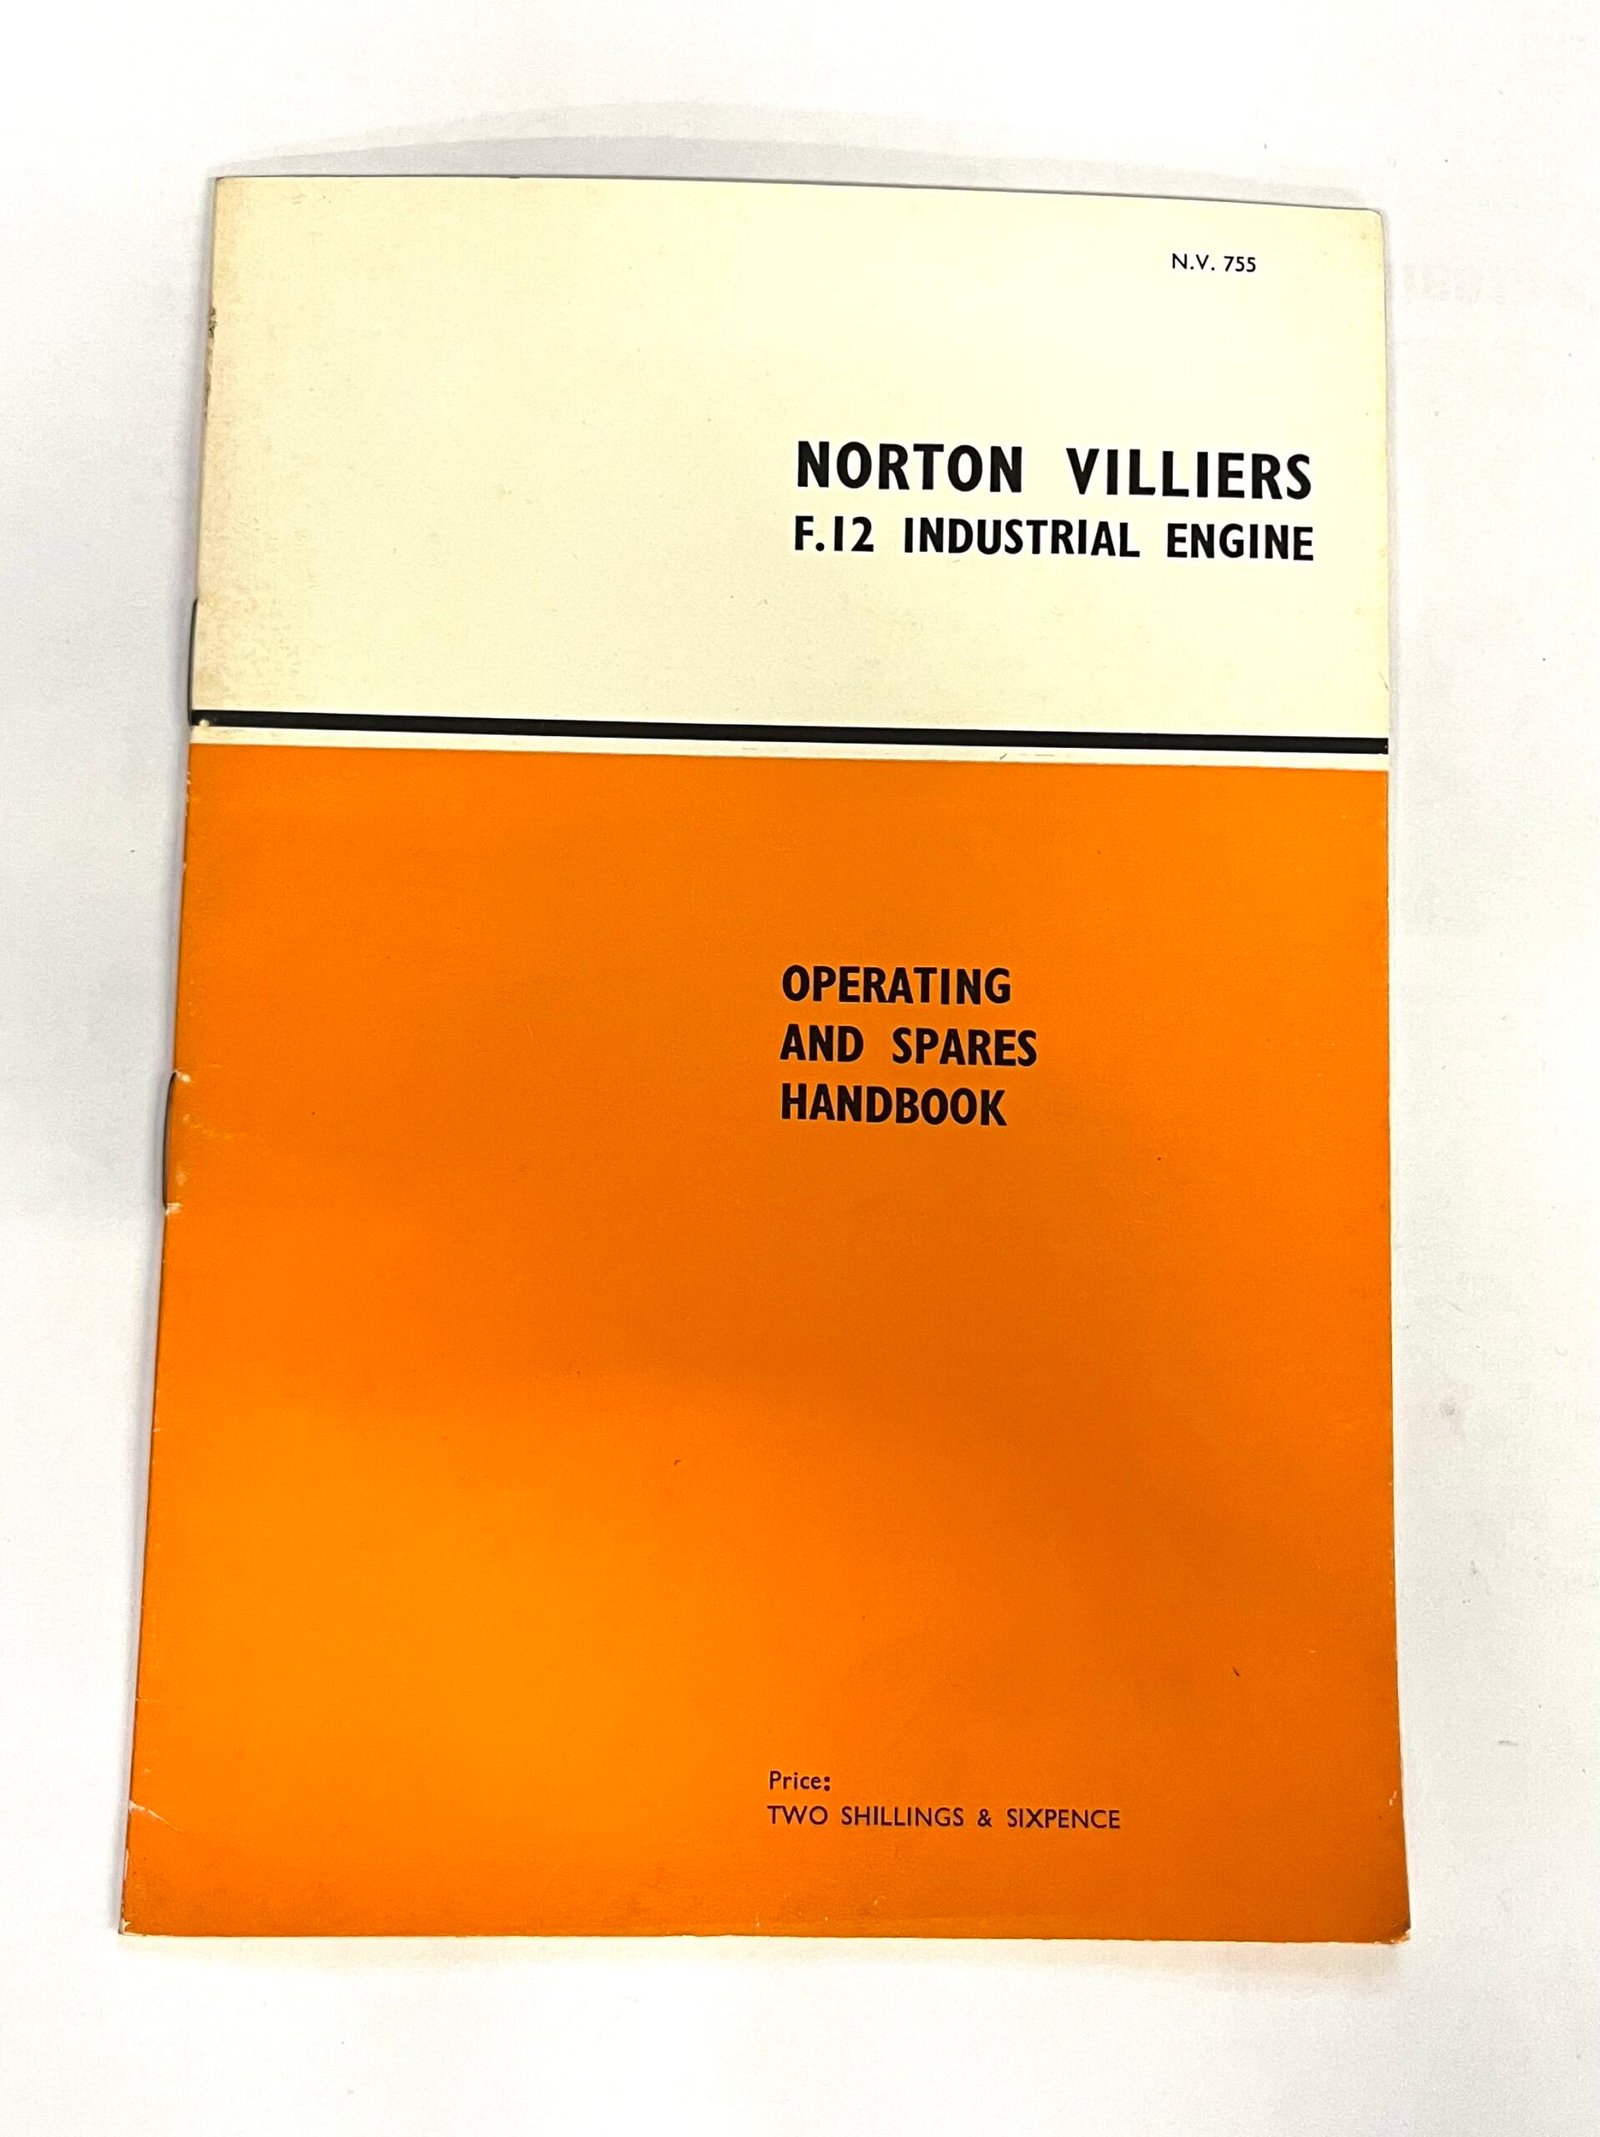 N.V. 755
NORTON VILLIERS
F.12 INDUSTRIAL ENGINE
OPERATING
AND SPARES
HANDBOOK
Price:
TWO SHILLINGS & SIXPENCE